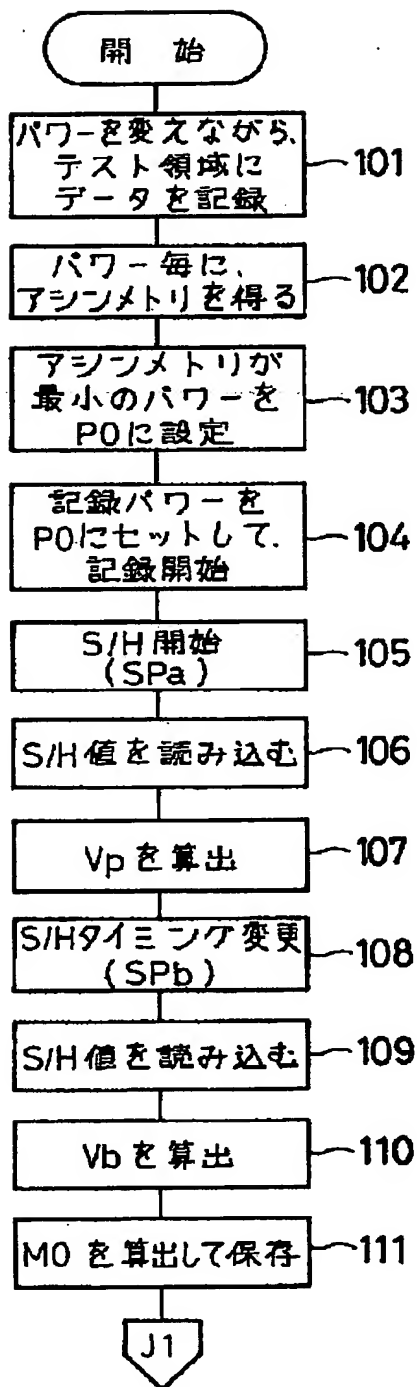 開 始
パワーを変えながら、
テスト領域に
データを記録
101
パワー毎に、
アシンメトリを得る
102
アシンメトリが
最小のパワーを
P0に設定
103
記録パワーを
P0にセットして、
記録開始
104
S/H開始
(SPa)
105
S/H値を読み込む
106
Vpを算出
107
S/Hタイミング変更
(SPb)
108
S/H値を読み込む
109
Vbを算出
110
M0を算出して保存
111
J1